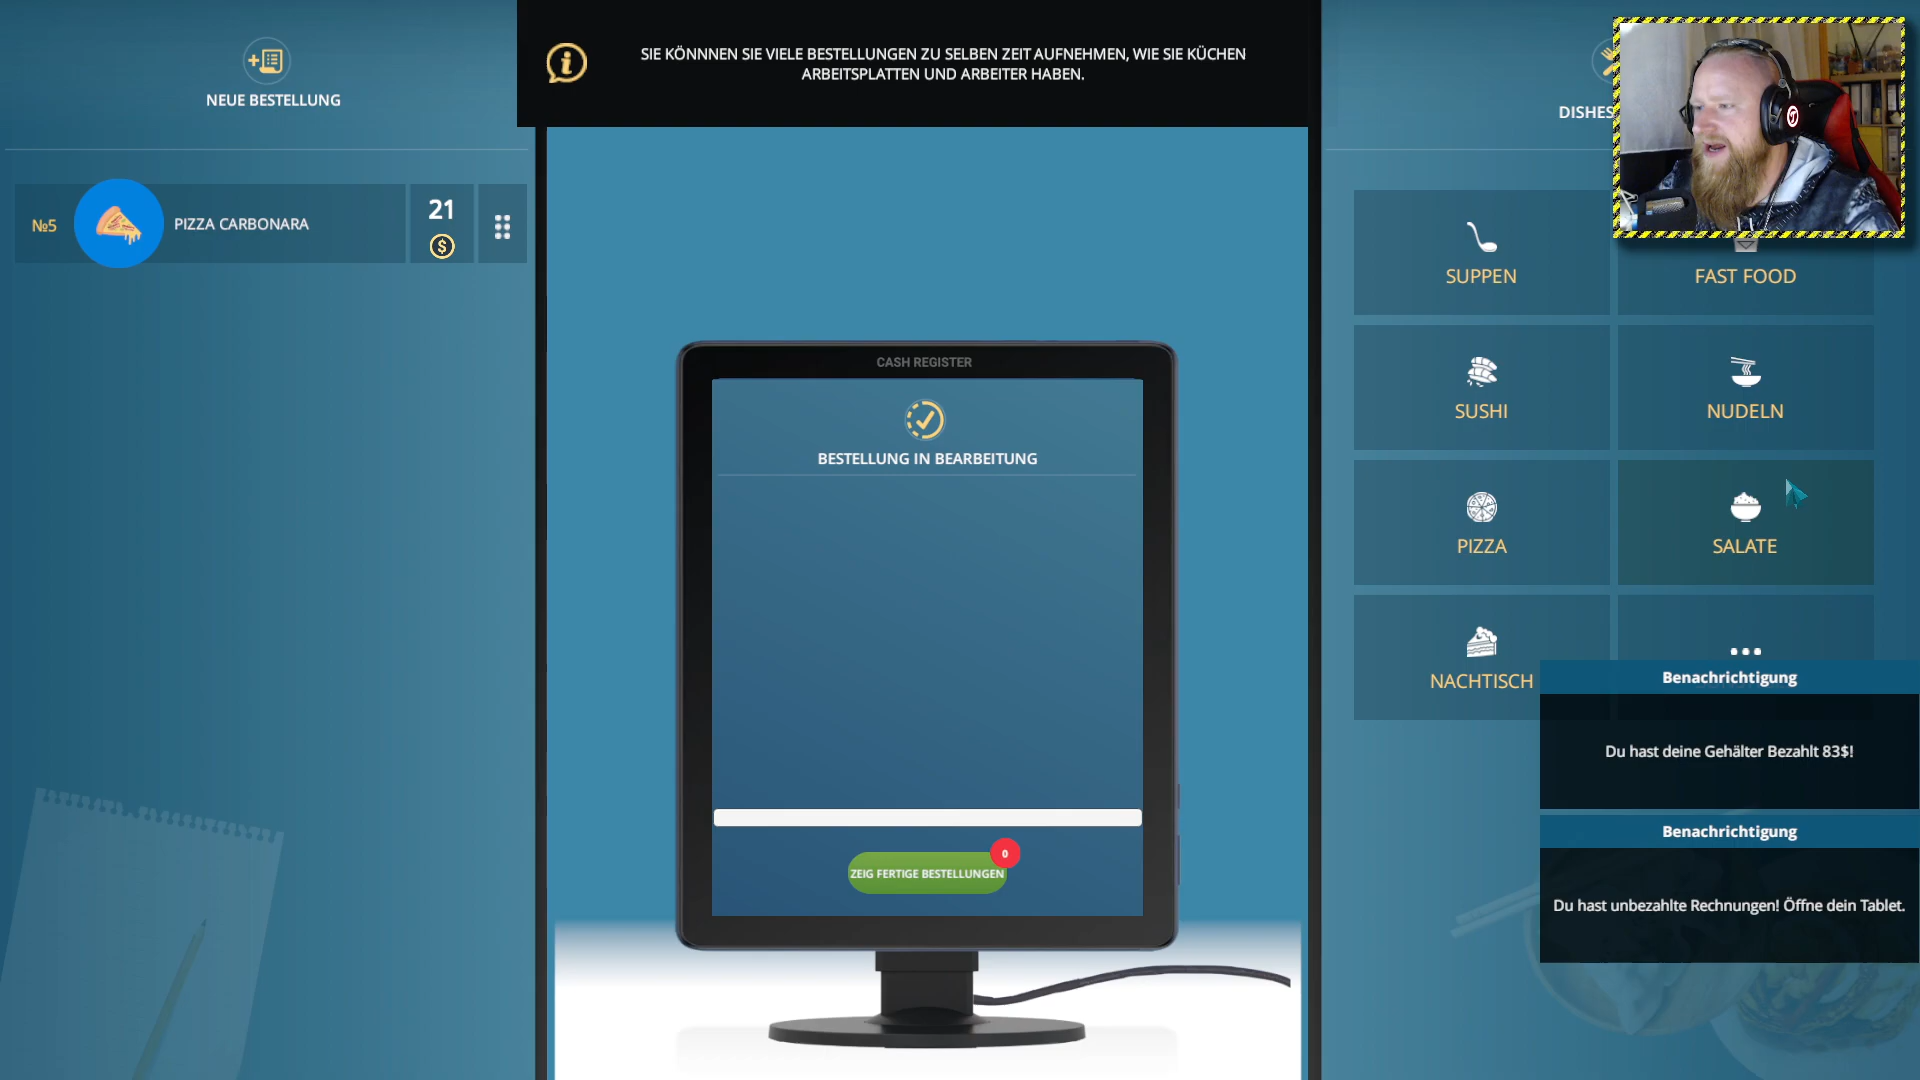 NEUE BESTELLUNG
№5
PIZZA CARBONARA
21
SIE KÖNNNEN SIE VIELE BESTELLUNGEN ZU SELBEN ZEIT AUFNEHMEN, WIE SIE KÜCHEN
ARBEITSPLATTEN UND ARBEITER HABEN.
CASH REGISTER
BESTELLUNG IN BEARBEITUNG
0
ZEIG FERTIGE BESTELLUNGEN
DISHES
SUPPEN
FAST FOOD
SUSHI
NUDELN
PIZZA
SALATE
NACHTISCH
Benachrichtigung
Du hast deine Gehälter Bezahlt 83$!
Benachrichtigung
Du hast unbezahlte Rechnungen! Öffne dein Tablet.